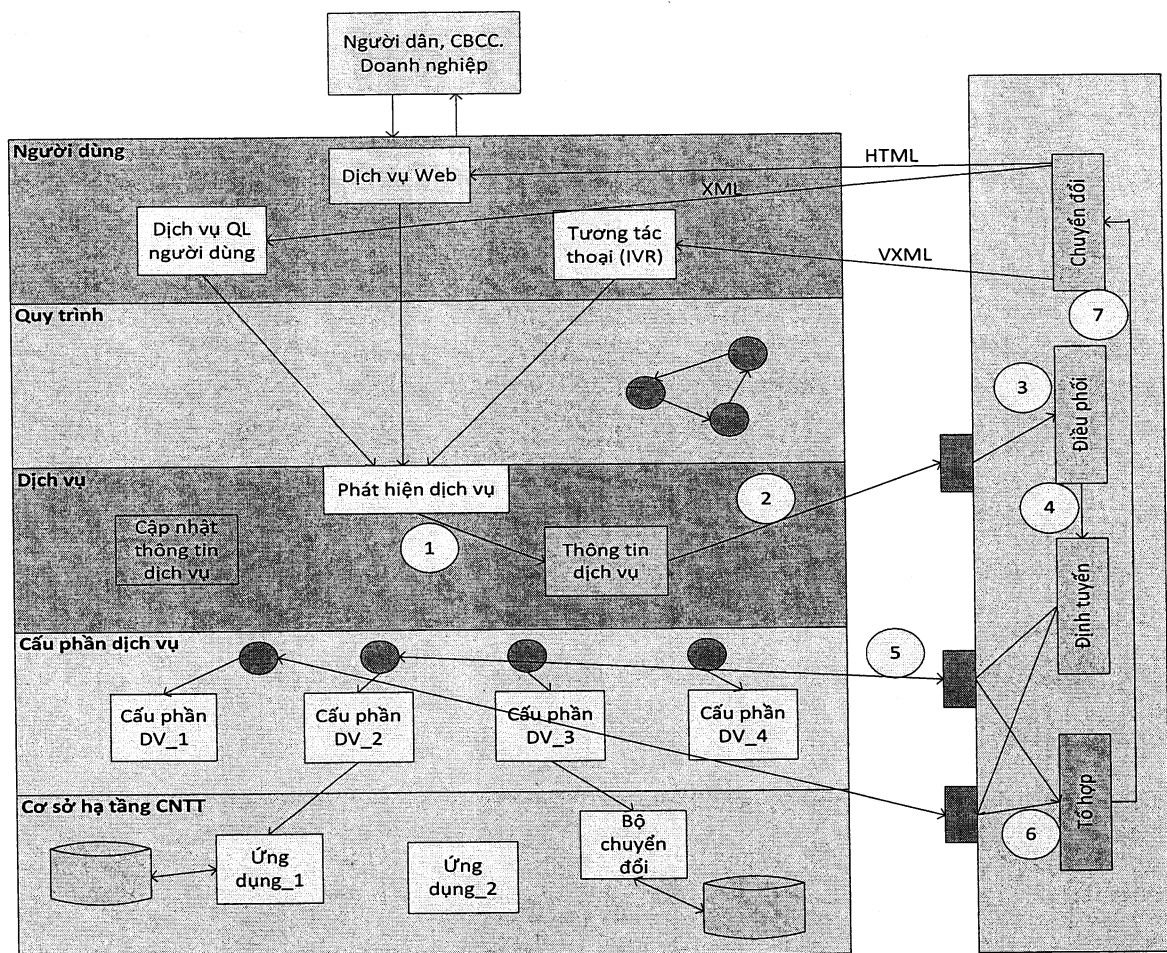 Người dân, CBCC.
Doanh nghiệp
Người dùng
Dịch vụ Web
HTML
XML
Dịch vụ QL
người dùng
Tương tác
thoại (IVR)
VXML
Chuyển đổi
7
Quy trình
3
Điều phối
Dịch vụ
Phát hiện dịch vụ
2
4
Cập nhật
thông tin
dịch vụ
1
Thông tin
dịch vụ
Định tuyến
Cấu phần dịch vụ
5
Cấu phần
DV_1
Cấu phần
DV_2
Cấu phần
DV_3
Cấu phần
DV_4
Cơ sở hạ tầng CNTT
Tổ hợp
6
Ứng
dụng_1
Ứng
dụng_2
Bộ
chuyển
đổi